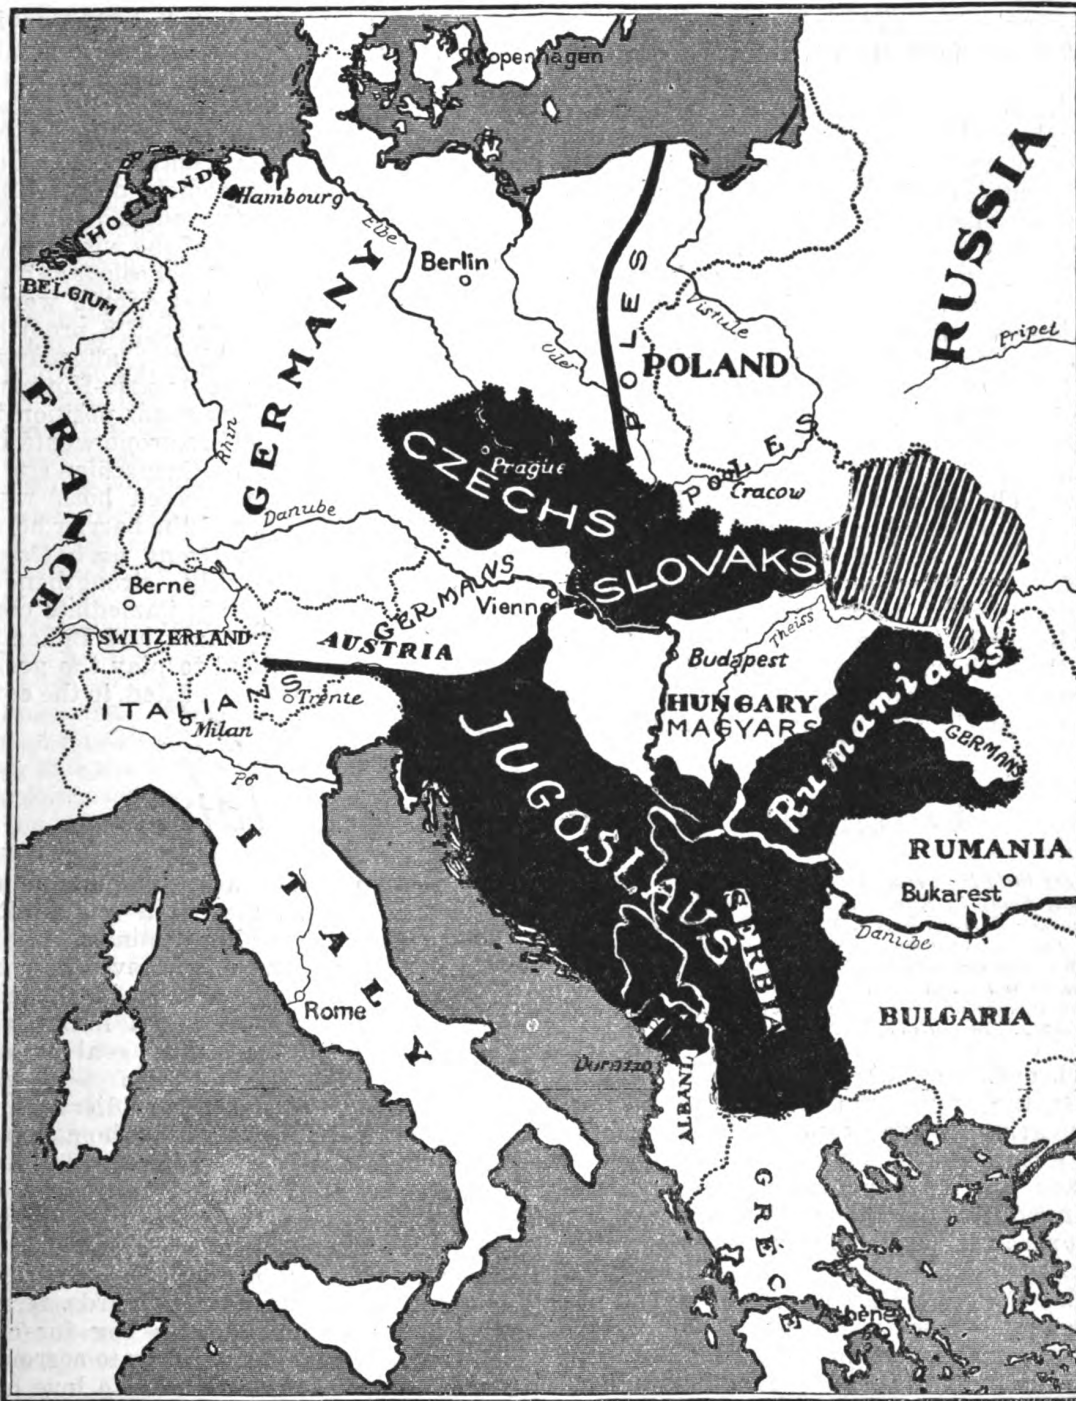 Copenhagen
RUSSIA
HOLLAND
Hambourg
Elbe
Berlin
BELGIUM
GERMANY
POLES
Vistule
Pripet
POLAND
Oder
FRANCE
Rhin
CZECHS
Prague
POLES
Cracow
Danube
SLOVAKS
GERMANS
Vienne
Berne
SWITZERLAND
AUSTRIA
Theiss
Budapest
HUNGARY
MAGYARS
Rumanians
GERMANS
ITALIANS
Trente
Milan
Pô
JUGOSLAVS
RUMANIA
Bukarest
Danube
SERBIA
ITALY
Rome
BULGARIA
Durazzo
ALBANI
GRÉCE
Athène